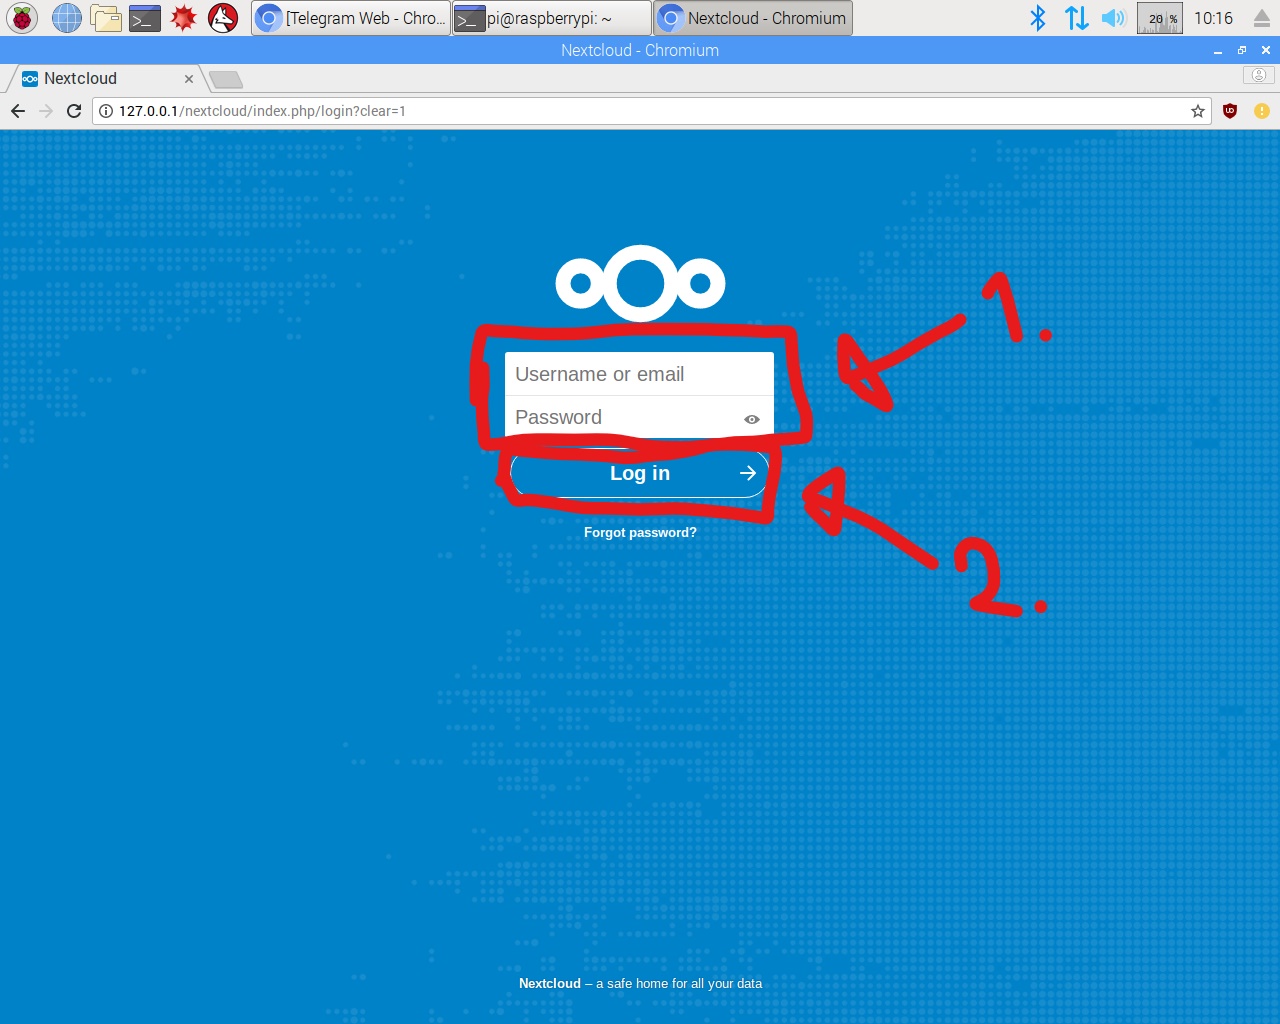 [Telegram Web - Chro... pi@raspberrypi: ~ Nextcloud - Chromium 20 % 10:16
Nextcloud - Chromium
Nextcloud
127.0.0.1/nextcloud/index.php/login?clear=1
1.
Username or email
Password
Log in
2.
Forgot password?
Nextcloud – a safe home for all your data